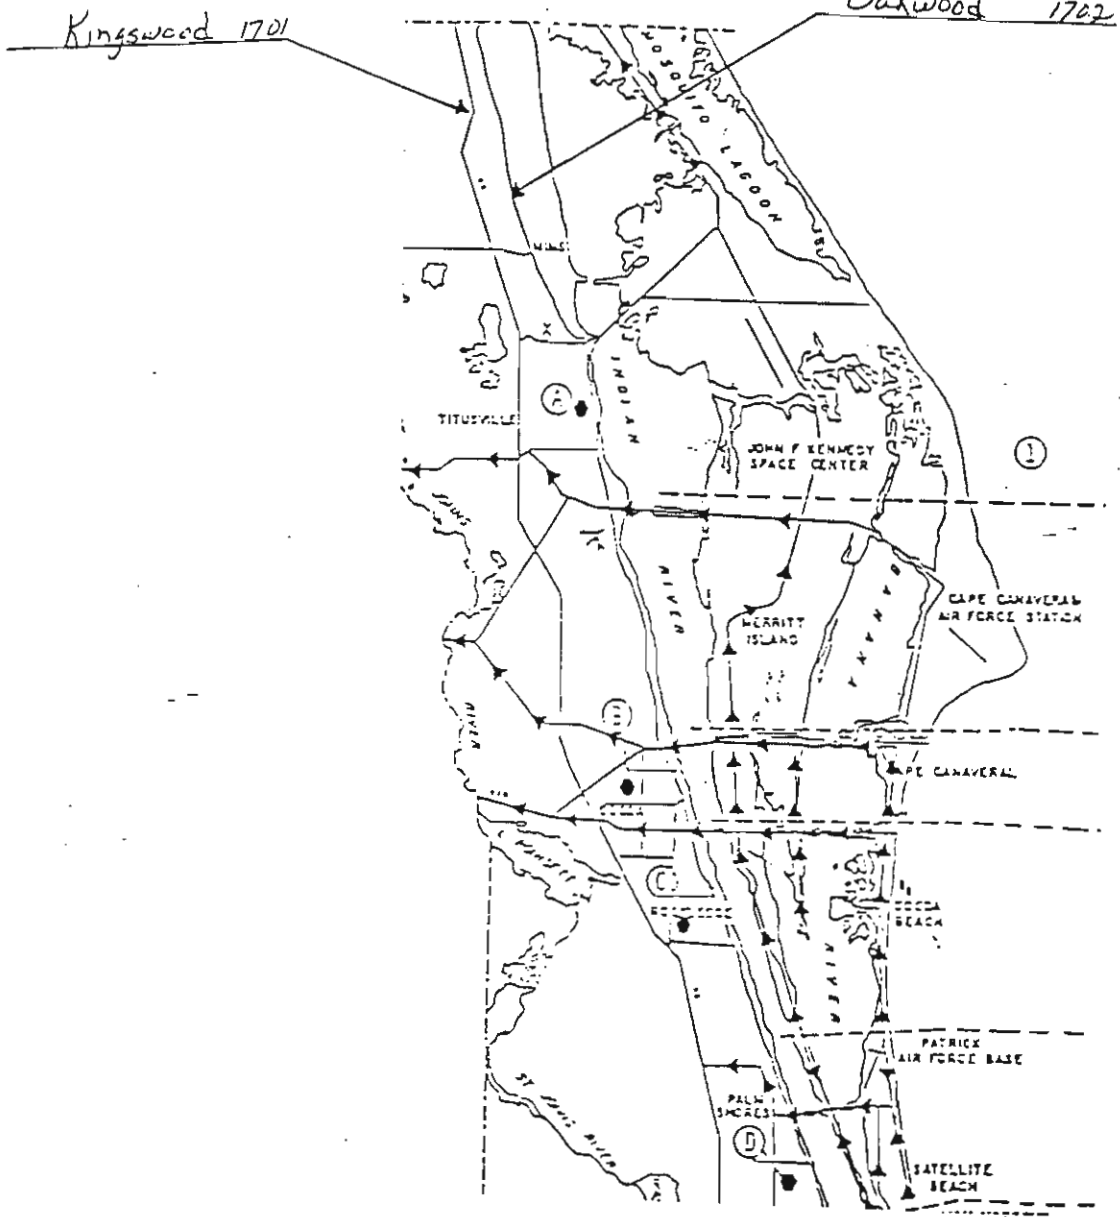 Oakwood 1702
Kingswood 1701
MOSQUITO LAGOON
MIMS
X
INDIAN
A
TITUSVILLE
JOHN F KENNEDY
SPACE CENTER
1
RIVER
BANANA
CAPE CANAVERAL
AIR FORCE STATION
MERRITT
ISLAND
B
RIVER
CANAVERAL
C
COCOA
BEACH
RIVER
PATRICK
AIR FORCE BASE
PALM
SHORES
ST JOHNS RIVER
D
SATELLITE
BEACH